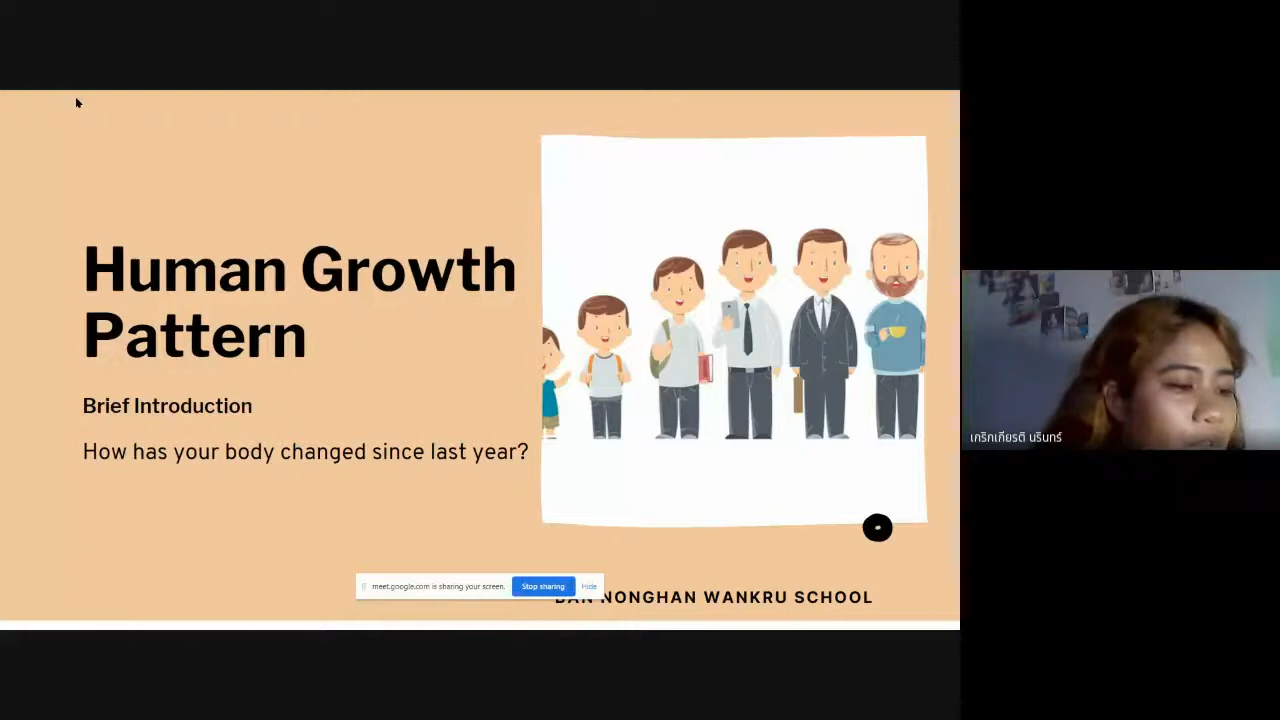 Human Growth
Pattern
Brief Introduction
How has your body changed since last year?
meet.google.com is sharing your screen.
Stop sharing
Hide
BAN NONGHAN WANKRU SCHOOL
เกริกเกียรติ นรินทร์